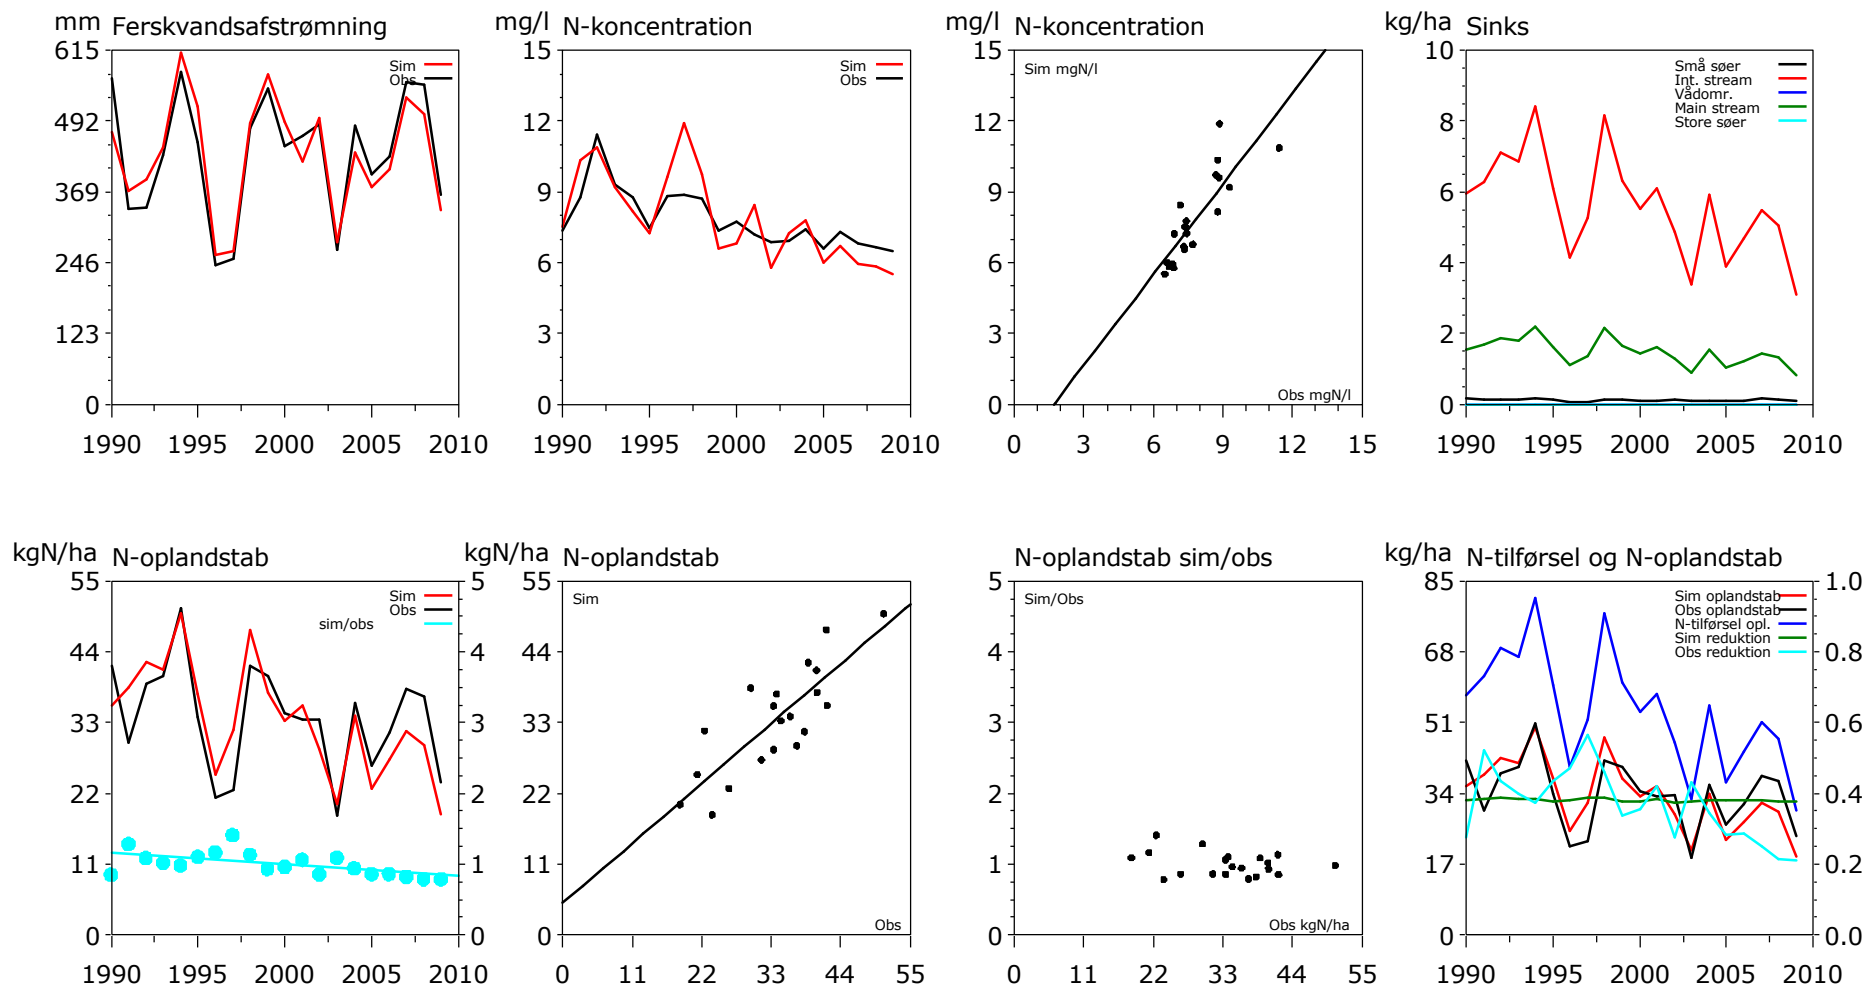 mm Ferskvandsafstrømning
615
492
369
246
123
0
Sim
Obs
1990 1995 2000 2005 2010
mg/l N-koncentration
15
12
9
6
3
0
Sim
Obs
1990 1995 2000 2005 2010
mg/l N-koncentration
15
12
9
6
3
0
Sim mgN/l
Obs mgN/l
0 3 6 9 12 15
kg/ha Sinks
10
8
6
4
2
0
Små søer
Int. stream
Vådomr.
Main stream
Store søer
1990 1995 2000 2005 2010
kgN/ha N-oplandstab
55
44
33
22
11
0
Sim
Obs
sim/obs
5
4
3
2
1
0
1990 1995 2000 2005 2010
kgN/ha N-oplandstab
55
44
33
22
11
0
Sim
Obs
0 11 22 33 44 55
N-oplandstab sim/obs
5
4
3
2
1
0
Sim/Obs
Obs kgN/ha
0 11 22 33 44 55
kg/ha N-tilførsel og N-oplandstab
85
68
51
34
17
0
Sim oplandstab
Obs oplandstab
N-tilførsel opl.
Sim reduktion
Obs reduktion
1.0
0.8
0.6
0.4
0.2
0.0
1990 1995 2000 2005 2010